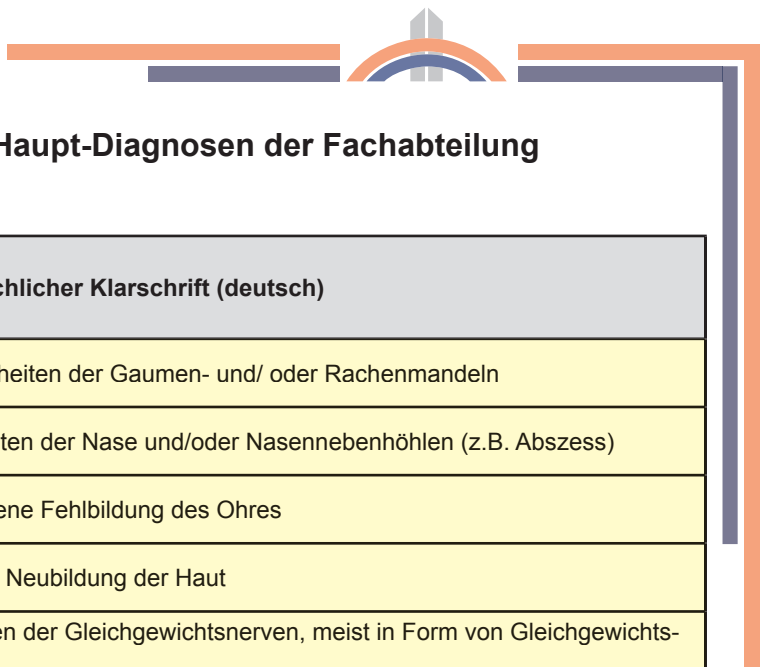 Haupt-Diagnosen der Fachabteilung
chlicher Klarschrift (deutsch)
heiten der Gaumen- und/ oder Rachenmandeln
ten der Nase und/oder Nasennebenhöhlen (z.B. Abszess)
ene Fehlbildung des Ohres
Neubildung der Haut
en der Gleichgewichtsnerven, meist in Form von Gleichgewichts-